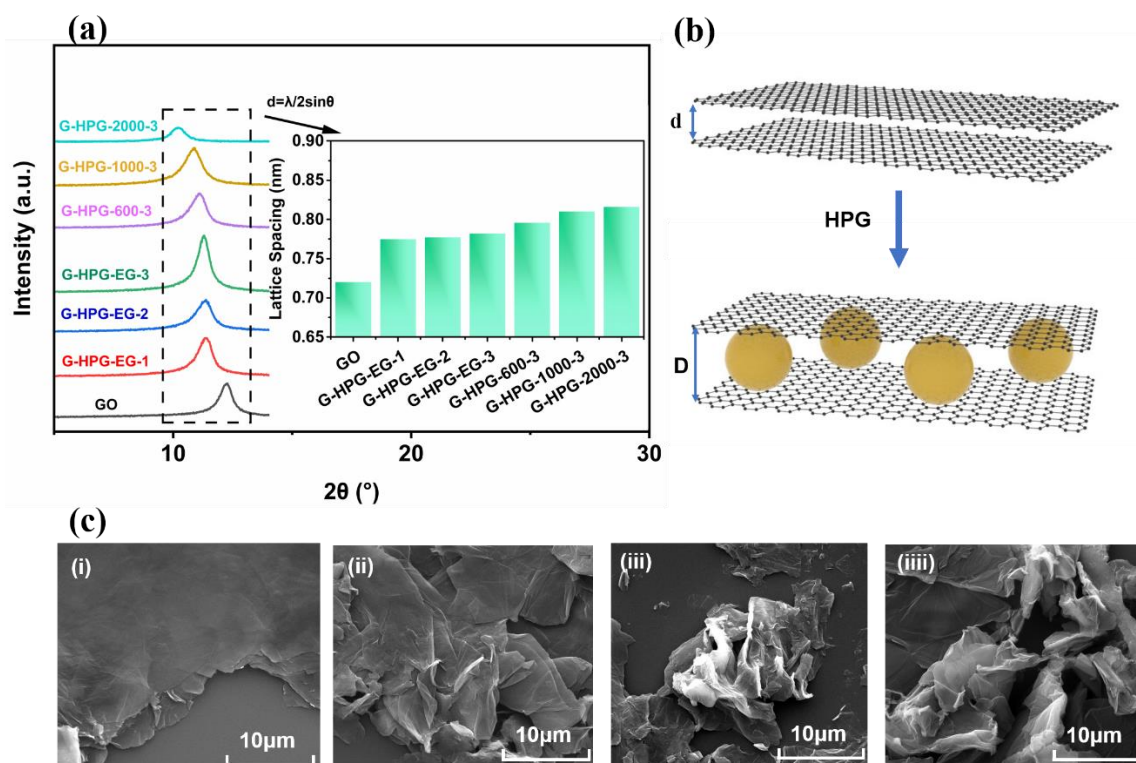 (a)
Intensity (a.u.)
G-HPG-2000-3
G-HPG-1000-3
G-HPG-600-3
G-HPG-EG-3
G-HPG-EG-2
G-HPG-EG-1
GO
d=λ/2sinθ
Lattice Spacing (nm)
0.90
0.85
0.80
0.75
0.70
0.65
GO
G-HPG-EG-1
G-HPG-EG-2
G-HPG-EG-3
G-HPG-600-3
G-HPG-1000-3
G-HPG-2000-3
10
20
30
2θ (°)
(b)
d
HPG
D
(c)
(i)
10μm
(ii)
10μm
(iii)
10μm
(iiii)
10μm